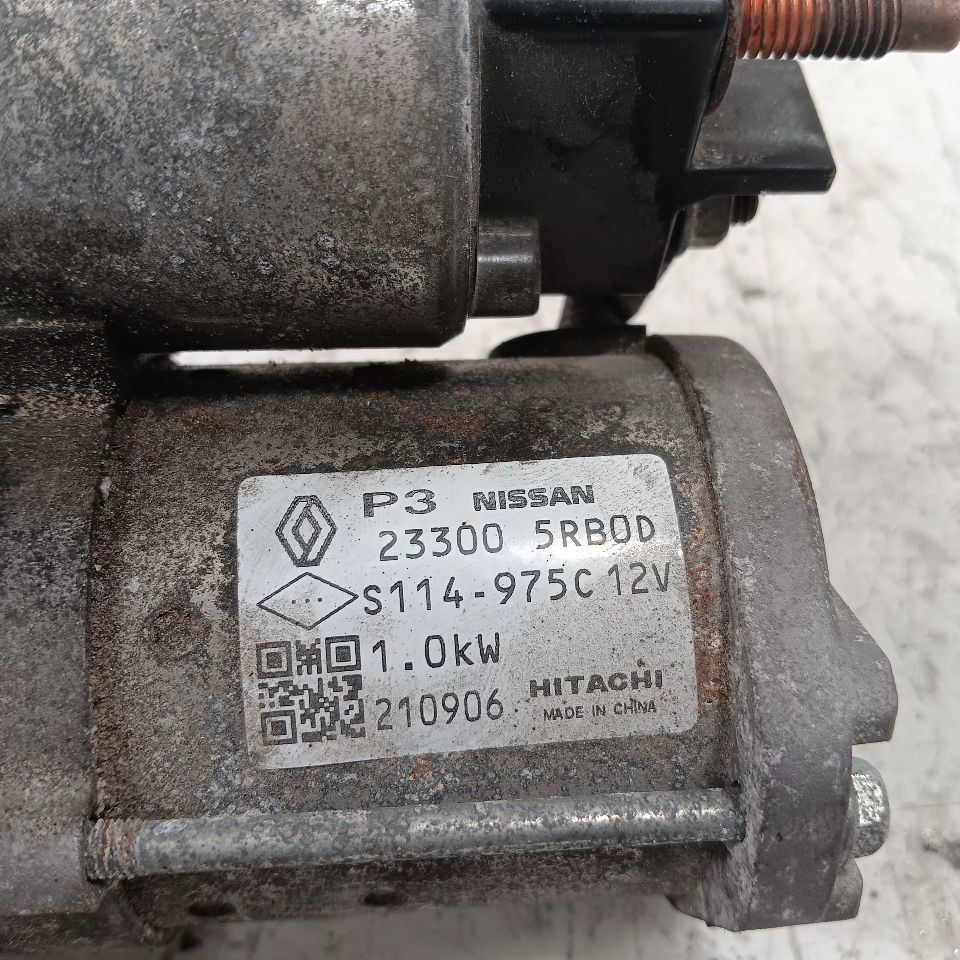 P3 NISSAN
23300 5RB0D
S114-975C 12V
1.0kW
210906 HITACHI
MADE IN CHINA